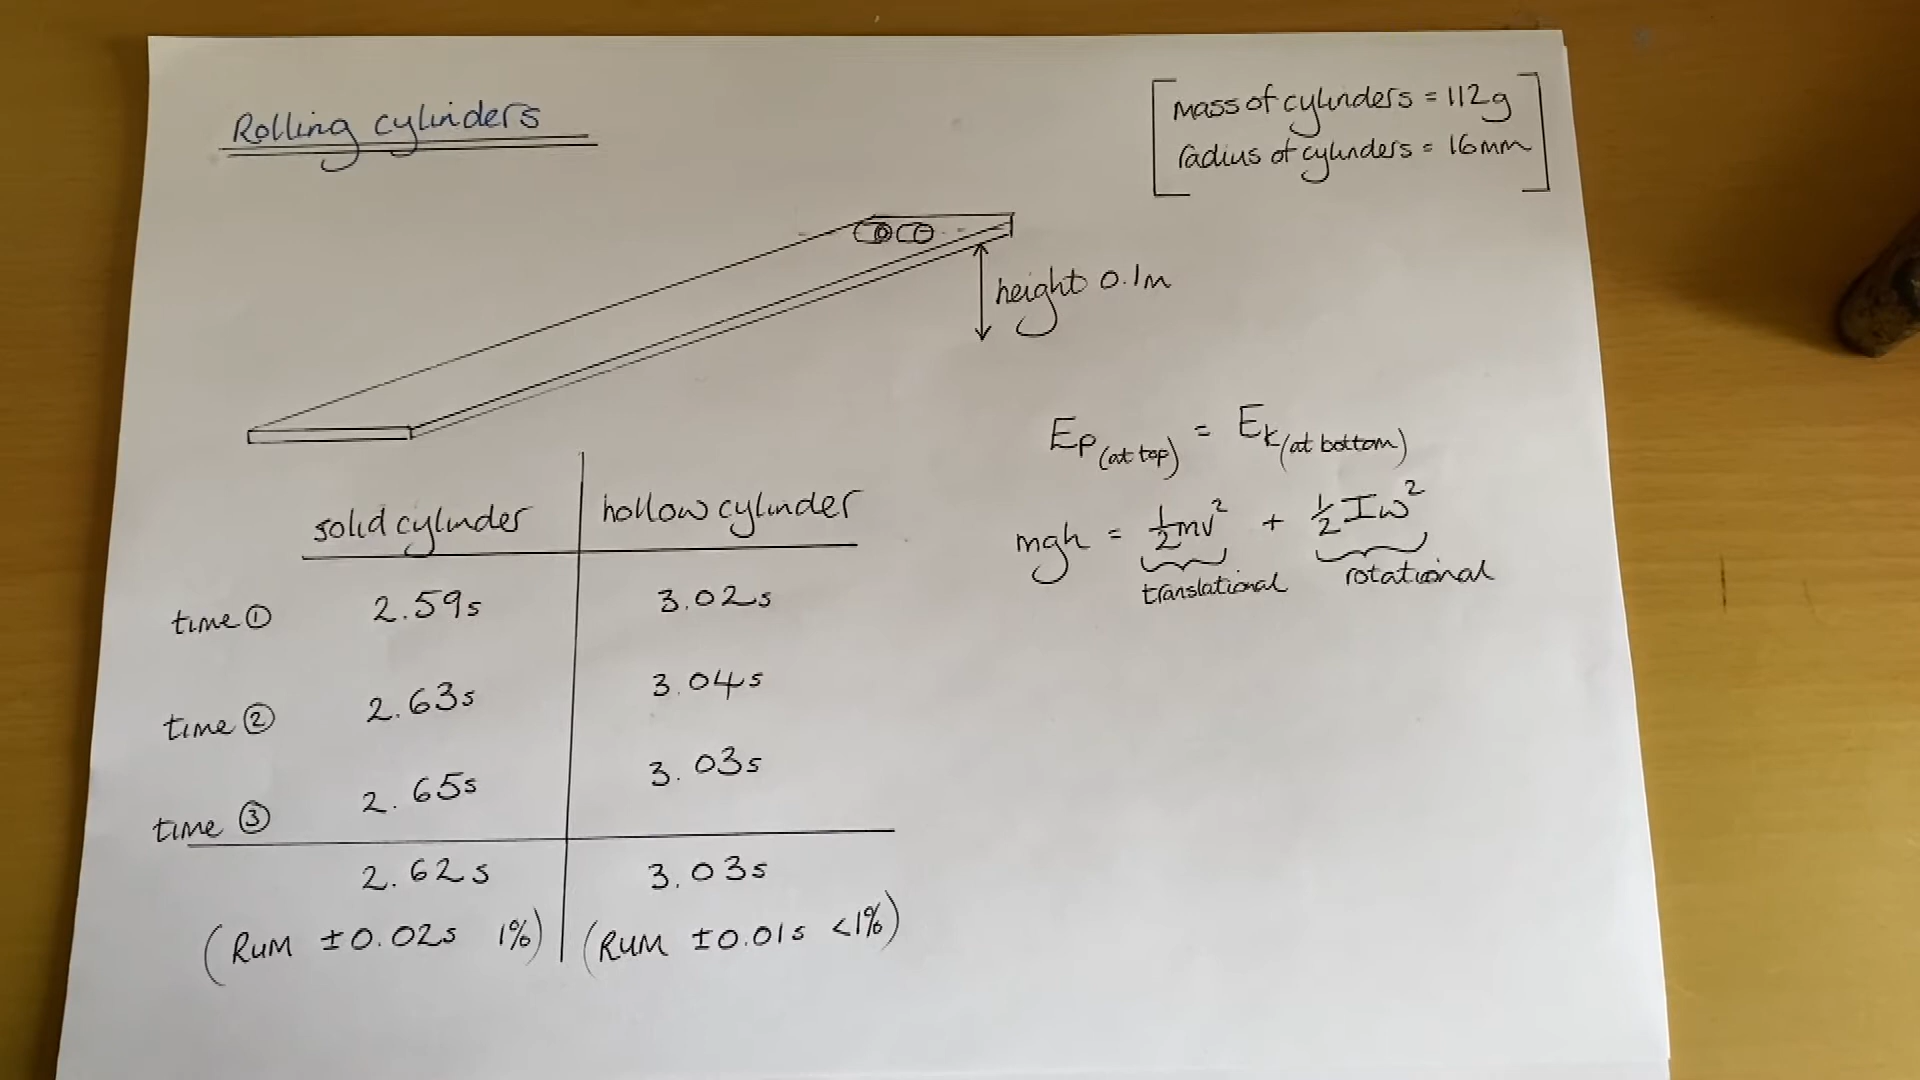 Rolling cylinders
mass of cylinders = 112g
radius of cylinders = 16mm
height 0.1m
Ep(at top) = Ek(at bottom)
mgh = ½mv² + ½Iω²
translational rotational
solid cylinder hollow cylinder
time ① 2.59s 3.02s
time ② 2.63s 3.04s
time ③ 2.65s 3.03s
2.62s 3.03s
(RUM ±0.02s 1%) (RUM ±0.01s <1%)